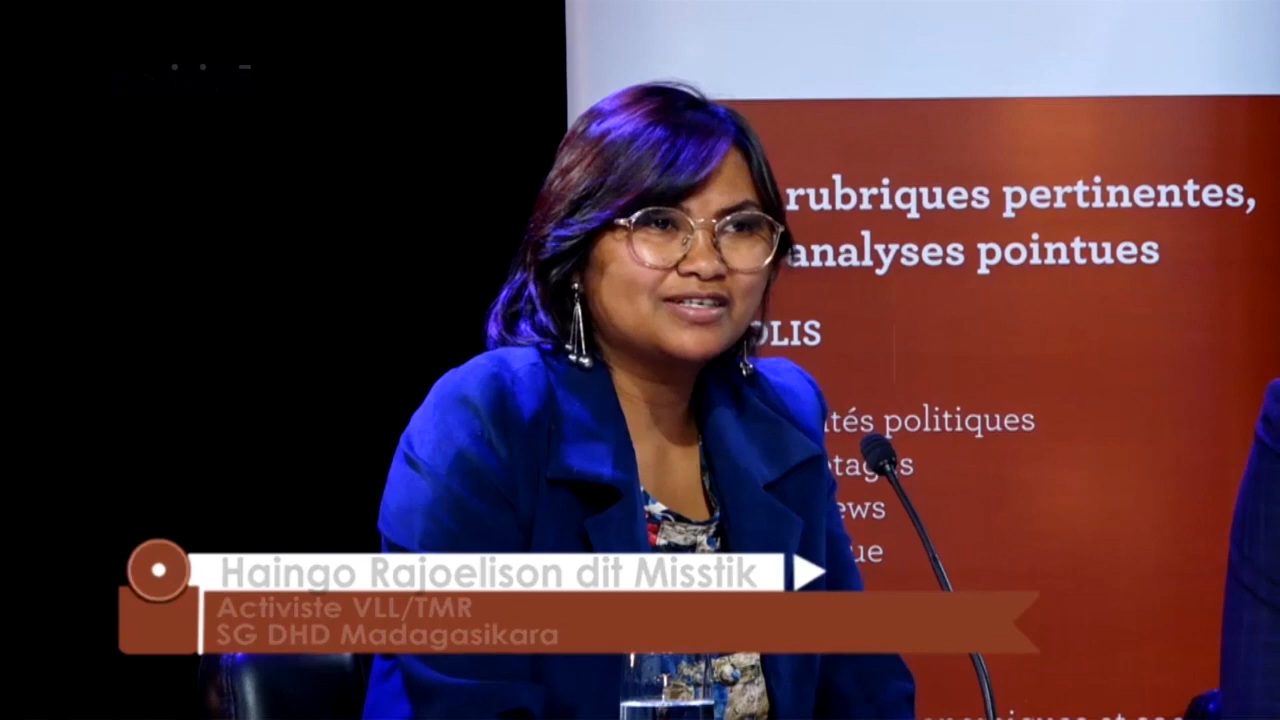 rubriques pertinentes,
analyses pointues
OLIS
tés politiques
ews
ue
Haingo Rajoelison dit Misstik
Activiste VLL/TMR
SG DHD Madagasikara